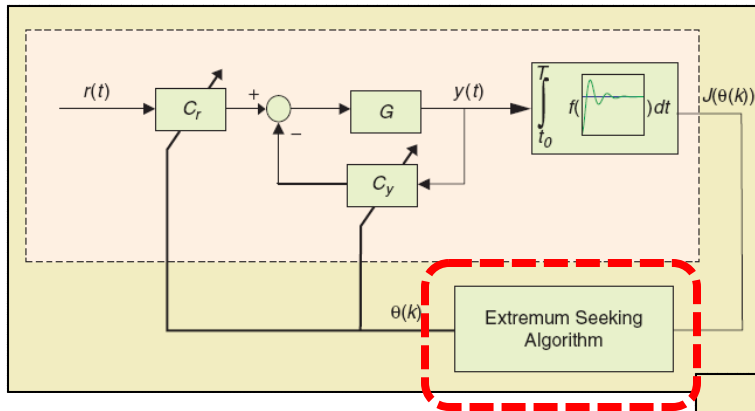 r(t)
C_r
+
−
G
y(t)
T
∫
t_0
f(
)dt
J(θ(k))
C_y
θ(k)
Extremum Seeking
Algorithm